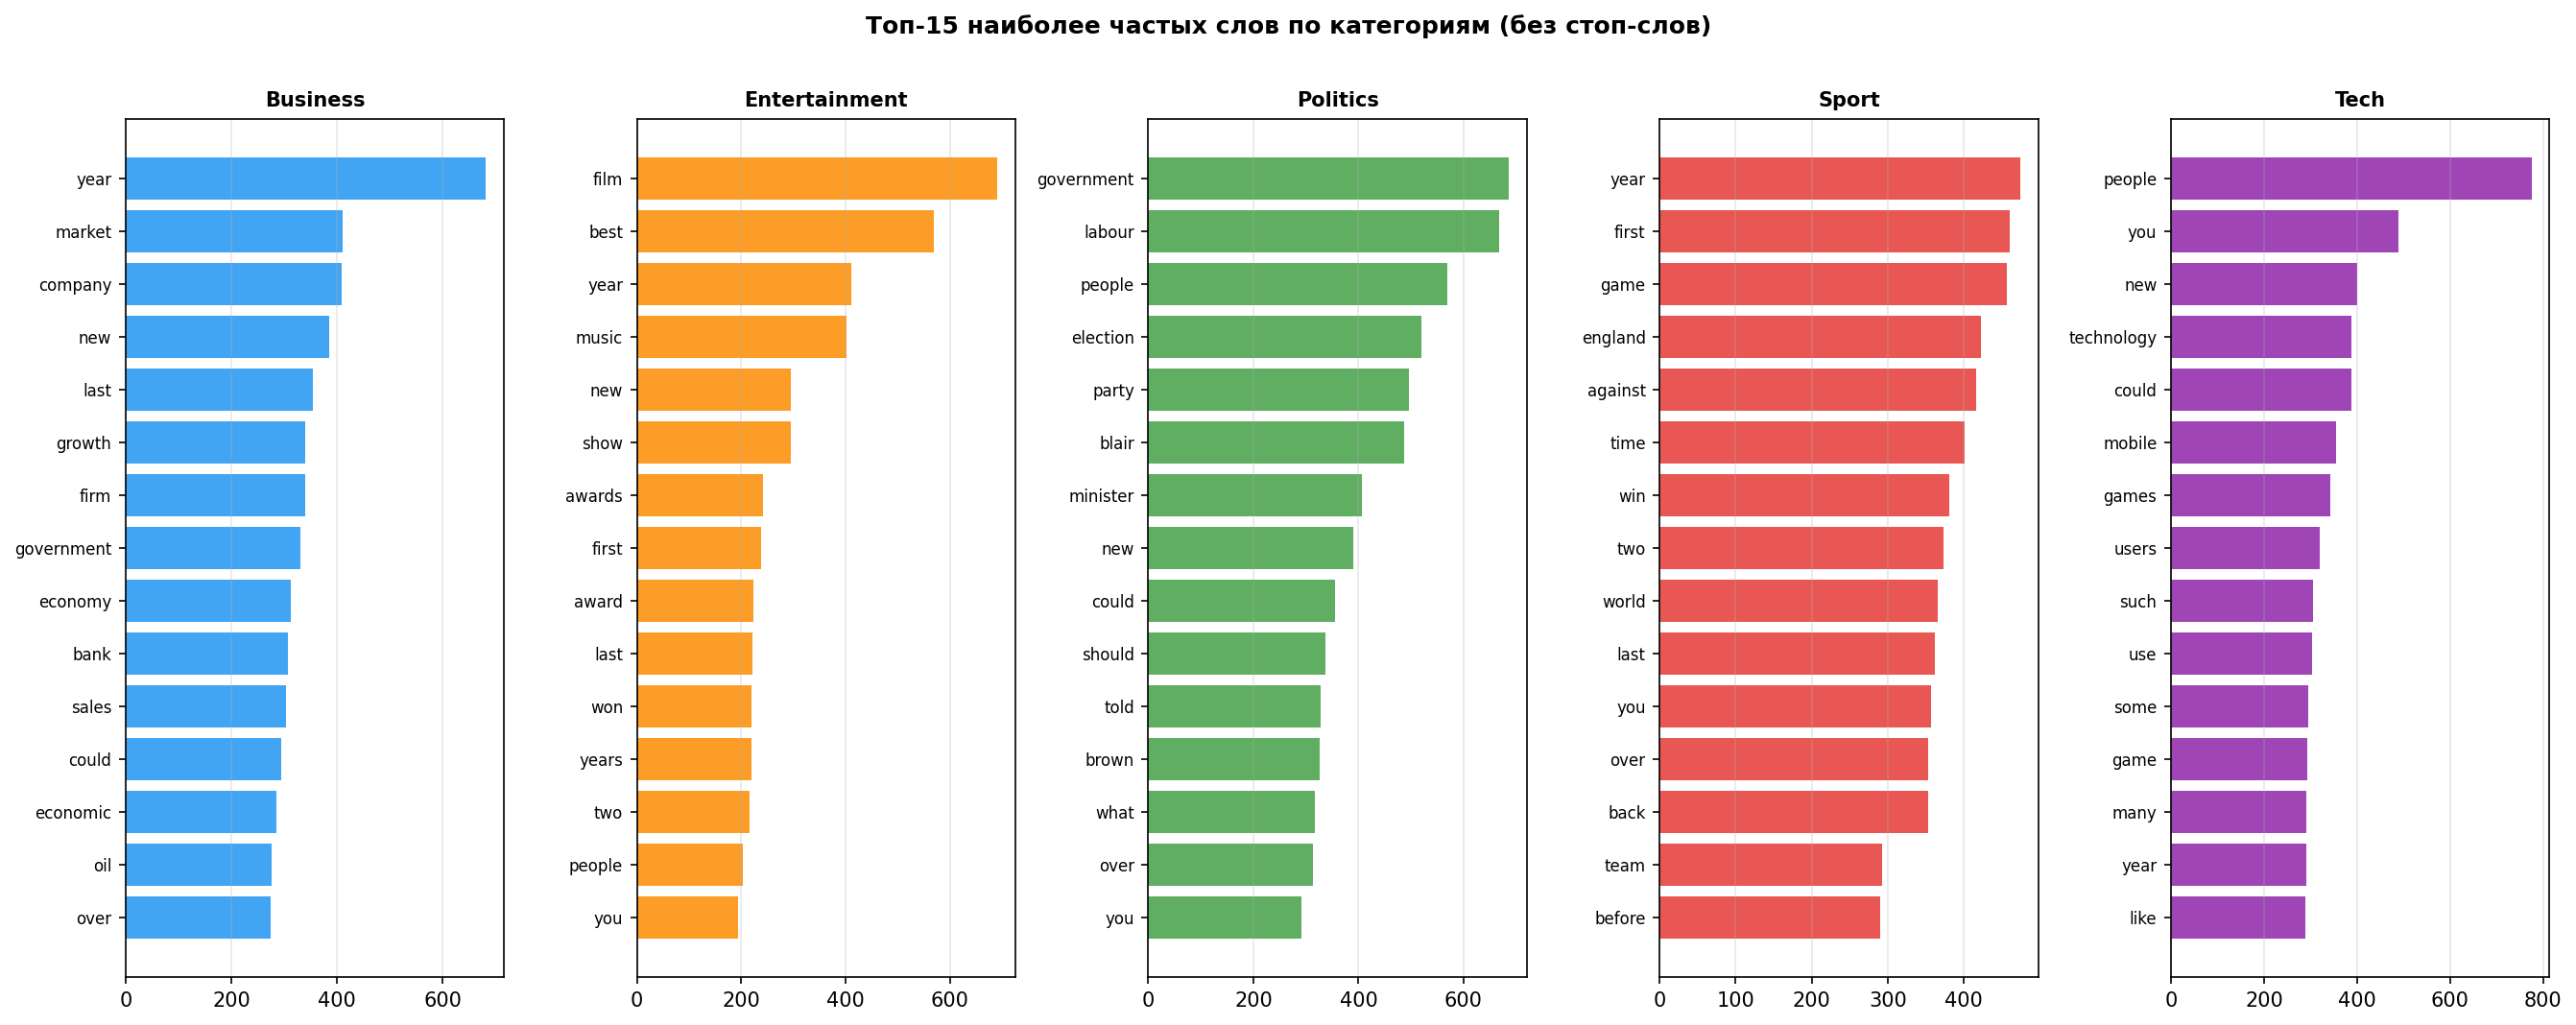 Топ-15 наиболее частых слов по категориям (без стоп-слов)
Business
year
market
company
new
last
growth
firm
government
economy
bank
sales
could
economic
oil
over
0 200 400 600
Entertainment
film
best
year
music
new
show
awards
first
award
last
won
years
two
people
you
0 200 400 600
Politics
government
labour
people
election
party
blair
minister
new
could
should
told
brown
what
over
you
0 200 400 600
Sport
year
first
game
england
against
time
win
two
world
last
you
over
back
team
before
0 100 200 300 400
Tech
people
you
new
technology
could
mobile
games
users
such
use
some
game
many
year
like
0 200 400 600 800